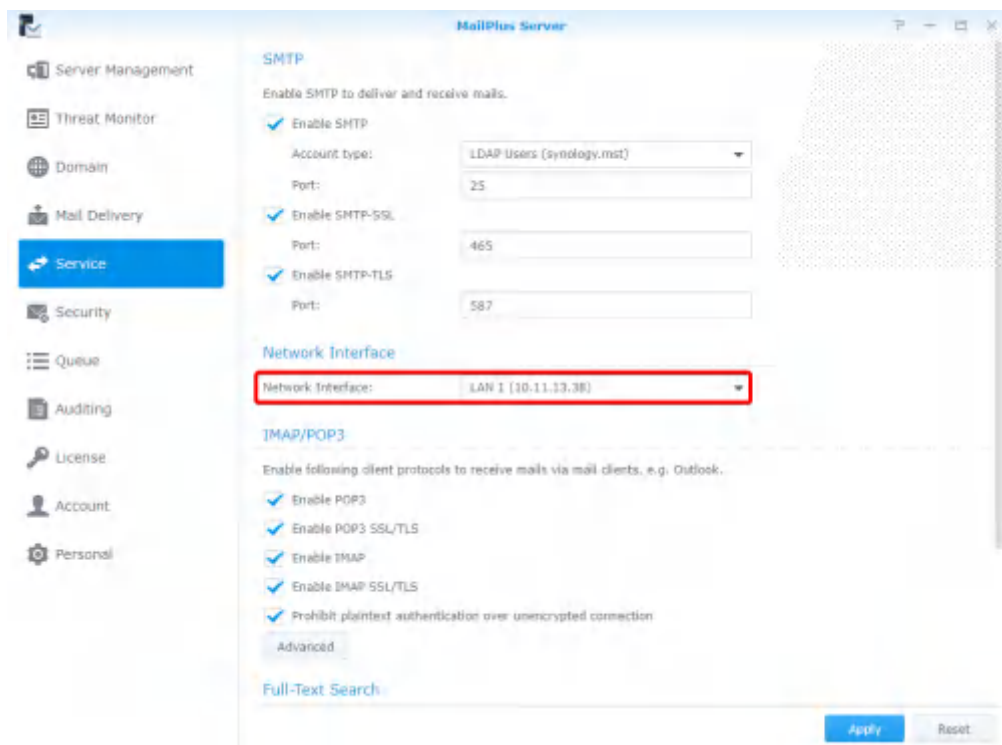 MailPlus Server
Server Management
Threat Monitor
Domain
Mail Delivery
Service
Security
Queue
Auditing
License
Account
Personal
SMTP
Enable SMTP to deliver and receive mails.
Enable SMTP
Account type: LDAP Users (synology.mst)
Port: 25
Enable SMTP-SSL
Port: 465
Enable SMTP-TLS
Port: 587
Network Interface
Network Interface: LAN 1 (10.11.13.38)
IMAP/POP3
Enable following client protocols to receive mails via mail clients, e.g. Outlook.
Enable POP3
Enable POP3 SSL/TLS
Enable IMAP
Enable IMAP SSL/TLS
Prohibit plaintext authentication over unencrypted connection
Advanced
Full-Text Search
Apply Reset